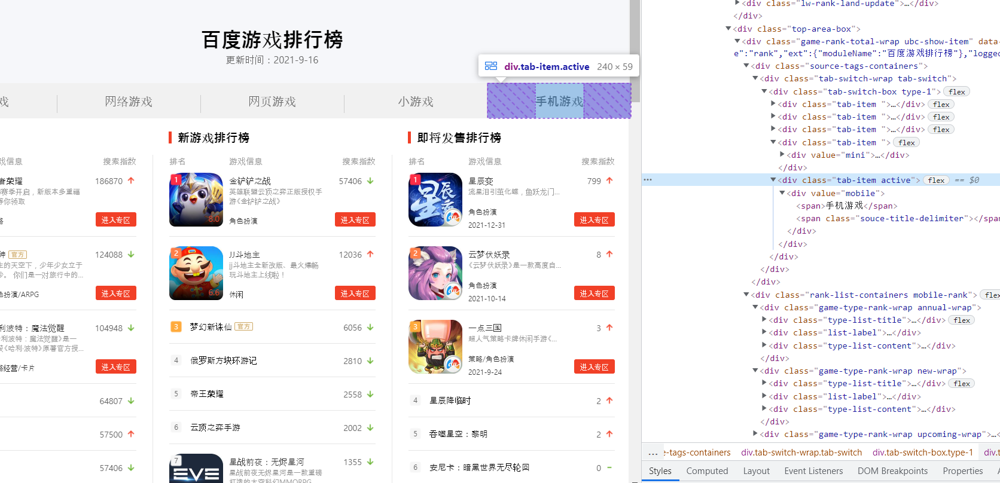 百度游戏排行榜
更新时间：2021-9-16
戏
网络游戏
网页游戏
小游戏
手机游戏
div.tab-item.active 240 × 59
戏信息
搜索指数
者荣耀
186870
赛季开启，新版本多重福
等你领取
进入专区
神 官方
124088
生的天空下，少年少女立于
沙。 你们是一对旅行中的...
色扮演/ARPG
进入专区
利波特：魔法觉醒
104948
利波特：魔法觉醒》是一
获《哈利·波特》原著官方授...
略经营/卡片
进入专区
64807
57500
57406
新游戏排行榜
排名
游戏信息
搜索指数
1
8.0
金铲铲之战
57406
英雄联盟云顶之弈正版授权手
游《金铲铲之战》
角色扮演
进入专区
2
6.6
JJ斗地主
12036
jj斗地主全新改版、最火爆畅
玩斗地主上线啦！
休闲
进入专区
3 梦幻新诛仙 官方 6056
4 俄罗斯方块环游记 2810
5 帝王荣耀 2558
6 云顶之弈手游 2002
7
EVE
星战前夜：无烬星河
1355
星战前夜无烬星河是一款重磅
打造的太空科幻MMORPG
即将发售排行榜
排名
游戏信息
搜索指数
1
星辰变
星辰变
799
流星泪引茧化蝶，鱼跃龙门...
角色扮演
2021-12-31
进入专区
2
云梦伏妖录
8
《云梦伏妖录》是一款高度自...
角色扮演
2021-10-14
进入专区
3
一点三国
3
超人气策略卡牌休闲手游《...
策略/角色扮演
2021-9-24
进入专区
4 星辰降临时 2
5 吞噬星空：黎明 2
6 安尼卡：暗黑世界无尽轮回 0
<div class="lw-rank-land-update">…</div>
</div>
<div class="top-area-box">
<div class="game-rank-total-wrap ubc-show-item" data-
e":"rank","ext":{"moduleName":"百度游戏排行榜"},"logged
<div class="source-tags-containers">
<div class="tab-switch-wrap tab-switch">
<div class="tab-switch-box type-1"> flex
<div class="tab-item ">…</div> flex
<div class="tab-item ">…</div> flex
<div class="tab-item ">…</div> flex
<div class="tab-item "> flex
<div value="mini">…</div>
</div>
<div class="tab-item active"> flex == $0
<div value="mobile">
<span>手机游戏</span>
<span class="souce-title-delimiter"></span
</div>
</div>
</div>
</div>
</div>
<div class="rank-list-containers mobile-rank"> flex
<div class="game-type-rank-wrap annual-wrap">
<div class="type-list-title">…</div> flex
<div class="list-label">…</div>
<div class="type-list-content">…</div>
</div>
<div class="game-type-rank-wrap new-wrap">
<div class="type-list-title">…</div> flex
<div class="list-label">…</div>
<div class="type-list-content">…</div>
</div>
<div class="game-type-rank-wrap upcoming-wrap">…<
... e-tags-containers div.tab-switch-wrap.tab-switch div.tab-switch-box.type-1 div.t
Styles Computed Layout Event Listeners DOM Breakpoints Properties